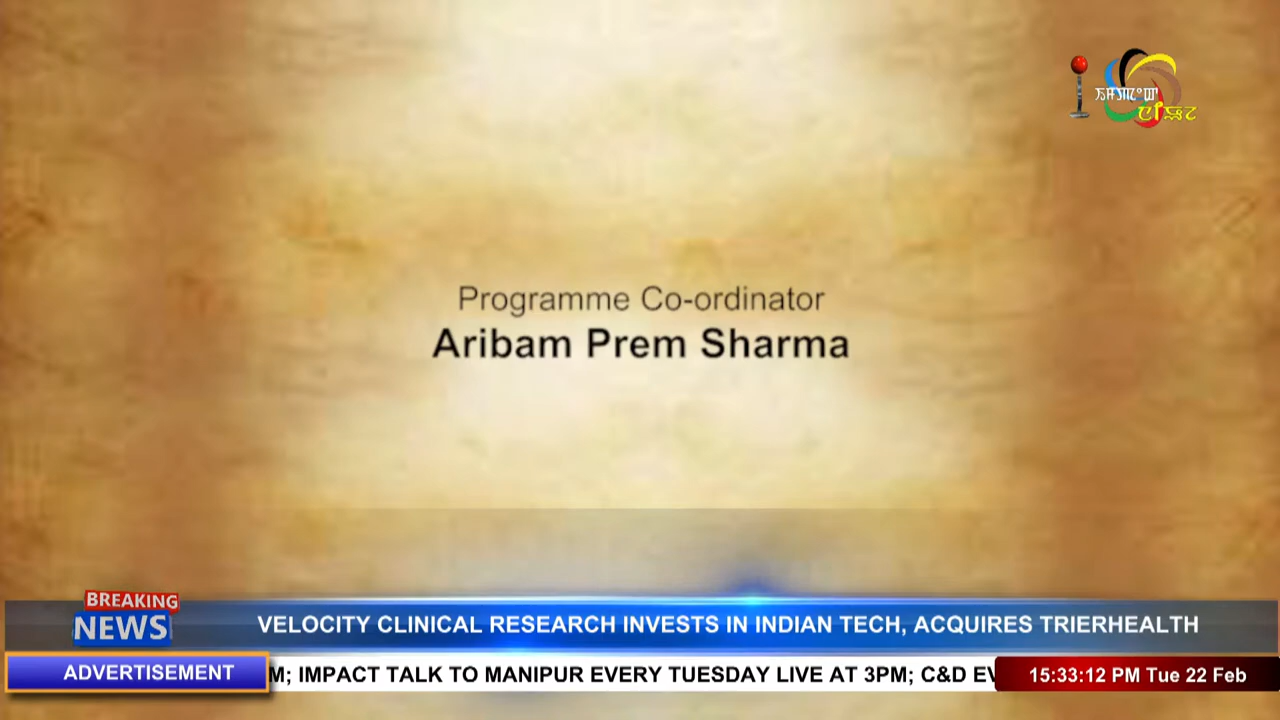 Programme Co-ordinator
Aribam Prem Sharma
BREAKING
NEWS
VELOCITY CLINICAL RESEARCH INVESTS IN INDIAN TECH, ACQUIRES TRIERHEALTH
ADVERTISEMENT
M; IMPACT TALK TO MANIPUR EVERY TUESDAY LIVE AT 3PM; C&D EV
15:33:12 PM Tue 22 Feb